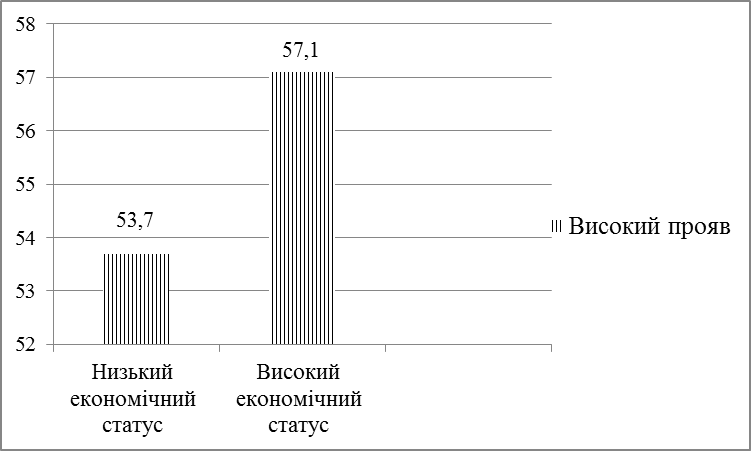 58
57
56
55
54
53
52
53,7
57,1
Низький
економічний
статус
Високий
економічний
статус
Високий прояв